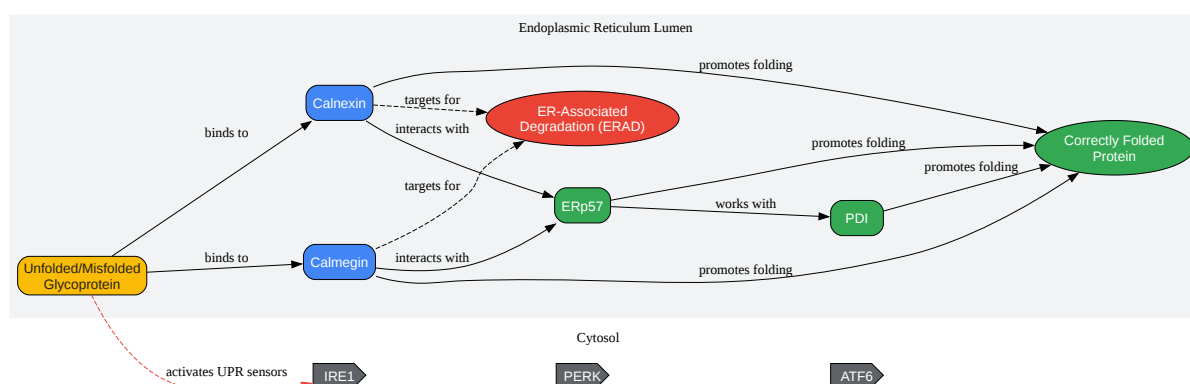 Endoplasmic Reticulum Lumen
promotes folding
Calnexin
targets for
ER-Associated
Degradation (ERAD)
binds to
interacts with
promotes folding
Correctly Folded
Protein
promotes folding
targets for
ERp57
works with
PDI
binds to
Calmegin
interacts with
promotes folding
Unfolded/Misfolded
Glycoprotein
Cytosol
activates UPR sensors
IRE1
PERK
ATF6